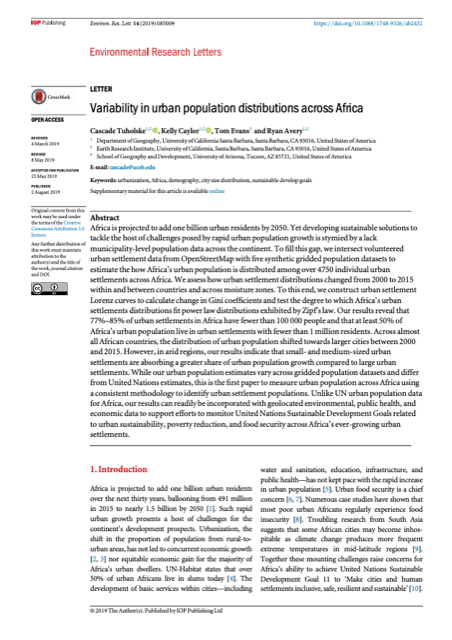 IOP Publishing
Environ. Res. Lett. 14 (2019) 085009
https://doi.org/10.1088/1748-9326/ab2432
Environmental Research Letters
CrossMark
OPEN ACCESS
RECEIVED
4 March 2019
REVISED
8 May 2019
ACCEPTED FOR PUBLICATION
23 May 2019
PUBLISHED
2 August 2019
Original content from this
work may be used under
the terms of the Creative
Commons Attribution 3.0
licence.
Any further distribution of
this work must maintain
attribution to the
author(s) and the title of
the work, journal citation
and DOI.
LETTER
Variability in urban population distributions across Africa
Cascade Tuholske1,2, Kelly Caylor1,2, Tom Evans3 and Ryan Avery1,2
1 Department of Geography, University of California Santa Barbara, Santa Barbara, CA 93016, United States of America
2 Earth Research Institute, University of California, Santa Barbara, Santa Barbara, CA 93016, United States of America
3 School of Geography and Development, University of Arizona, Tucson, AZ 85721, United States of America
E-mail: cascade@ucsb.edu
Keywords: urbanization, Africa, demography, city size distribution, sustainable develop goals
Supplementary material for this article is available online
Abstract
Africa is projected to add one billion urban residents by 2050. Yet developing sustainable solutions to
tackle the host of challenges posed by rapid urban population growth is stymied by a lack
municipality-level population data across the continent. To fill this gap, we intersect volunteered
urban settlement data from OpenStreetMap with five synthetic gridded population datasets to
estimate the how Africa's urban population is distributed among over 4750 individual urban
settlements across Africa. We assess how urban settlement distributions changed from 2000 to 2015
within and between countries and across moisture zones. To this end, we construct urban settlement
Lorenz curves to calculate change in Gini coefficients and test the degree to which Africa's urban
settlements distributions fit power law distributions exhibited by Zipf's law. Our results reveal that
77%–85% of urban settlements in Africa have fewer than 100 000 people and that at least 50% of
Africa's urban population live in urban settlements with fewer than 1 million residents. Across almost
all African countries, the distribution of urban population shifted towards larger cities between 2000
and 2015. However, in arid regions, our results indicate that small- and medium-sized urban
settlements are absorbing a greater share of urban population growth compared to large urban
settlements. While our urban population estimates vary across gridded population datasets and differ
from United Nations estimates, this is the first paper to measure urban population across Africa using
a consistent methodology to identify urban settlement populations. Unlike UN urban population data
for Africa, our results can readily be incorporated with geolocated environmental, public health, and
economic data to support efforts to monitor United Nations Sustainable Development Goals related
to urban sustainability, poverty reduction, and food security across Africa's ever-growing urban
settlements.
1. Introduction
Africa is projected to add one billion urban residents
over the next thirty years, ballooning from 491 million
in 2015 to nearly 1.5 billion by 2050 [1]. Such rapid
urban growth presents a host of challenges for the
continent's development prospects. Urbanization, the
shift in the proportion of population from rural-to-
urban areas, has not led to concurrent economic growth
[2, 3] nor equitable economic gain for the majority of
Africa's urban dwellers. UN-Habitat states that over
50% of urban Africans live in slums today [4]. The
development of basic services within cities—including
water and sanitation, education, infrastructure, and
public health—has not kept pace with the rapid increase
in urban population [5]. Urban food security is a chief
concern [6, 7]. Numerous case studies have shown that
most poor urban Africans regularly experience food
insecurity [8]. Troubling research from South Asia
suggests that some African cities may become inhos-
pitable as climate change produces more frequent
extreme temperatures in mid-latitude regions [9].
Together these mounting challenges raise concerns for
Africa's ability to achieve United Nations Sustainable
Development Goal 11 to 'Make cities and human
settlements inclusive, safe, resilient and sustainable' [10].
© 2019 The Author(s). Published by IOP Publishing Ltd